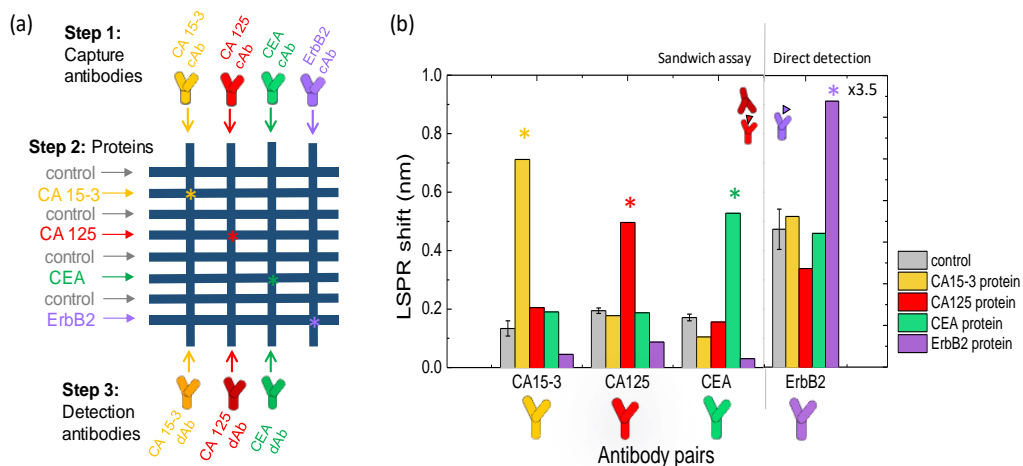 (a)
Step 1:
Capture
antibodies
CA 15-3
cAb
CA 125
cAb
CEA
cAb
ErbB2
cAb
Step 2: Proteins
control
CA 15-3
control
CA 125
control
CEA
control
ErbB2
*
*
*
*
Step 3:
Detection
antibodies
CA 15-3
dAb
CA 125
dAb
CEA
dAb
(b)
Sandwich assay
Direct detection
LSPR shift (nm)
1.0
0.8
0.6
0.4
0.2
0.0
*
*
*
* x3.5
CA15-3
CA125
CEA
ErbB2
Antibody pairs
control
CA15-3 protein
CA125 protein
CEA protein
ErbB2 protein